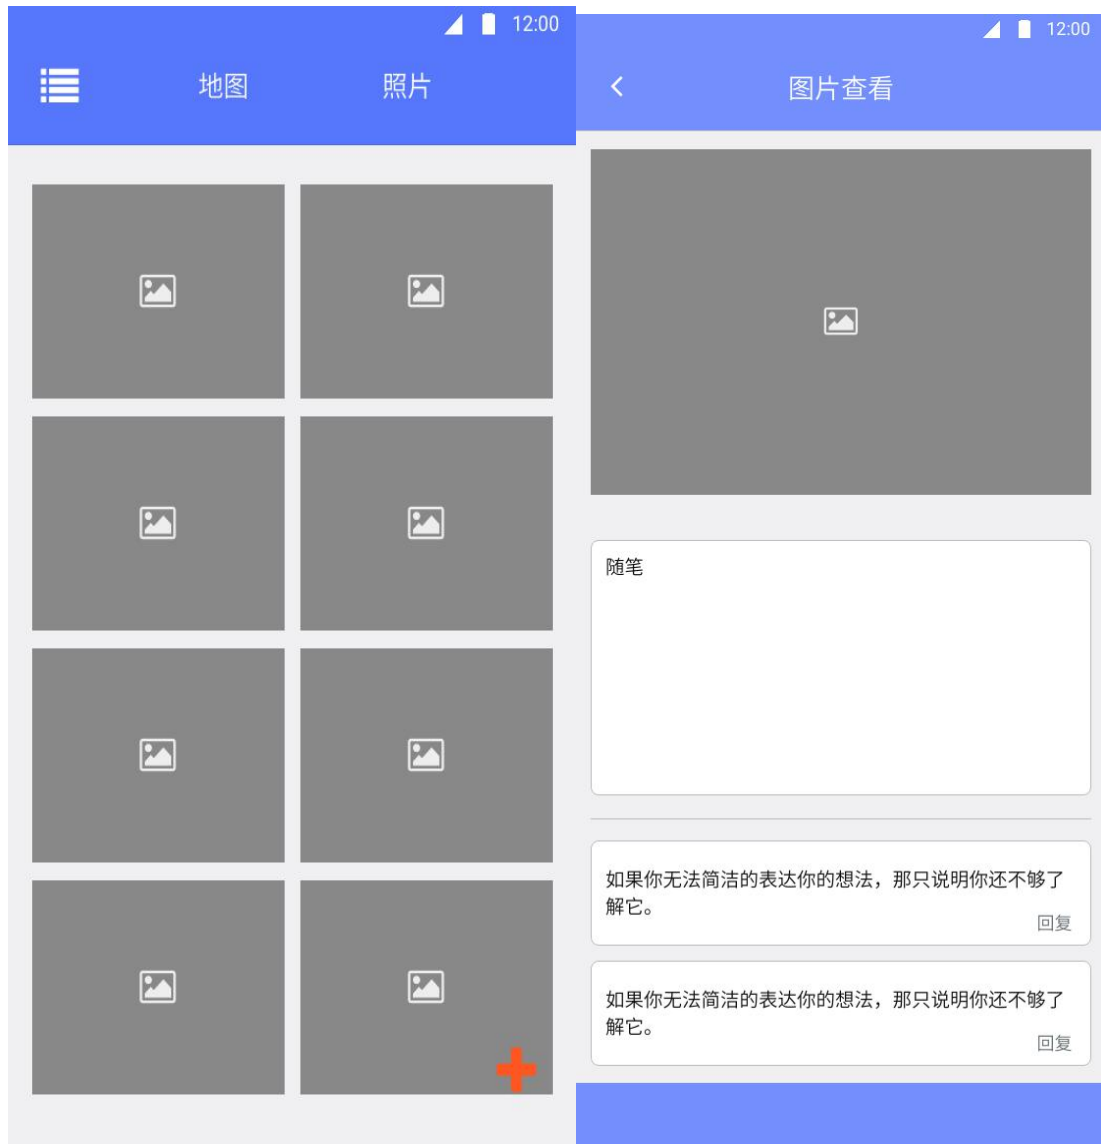 12:00
地图
照片
12:00
图片查看
随笔
如果你无法简洁的表达你的想法，那只说明你还不够了
解它。
回复
如果你无法简洁的表达你的想法，那只说明你还不够了
解它。
回复